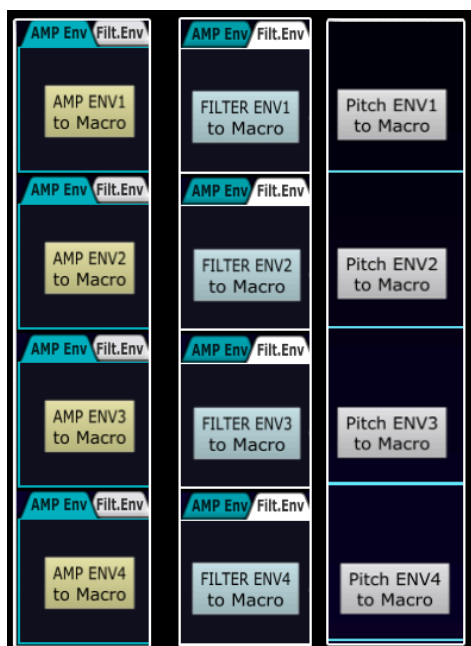 AMP Env Filt.Env
AMP ENV1
to Macro
AMP Env Filt.Env
AMP ENV2
to Macro
AMP Env Filt.Env
AMP ENV3
to Macro
AMP Env Filt.Env
AMP ENV4
to Macro
AMP Env Filt.Env
FILTER ENV1
to Macro
AMP Env Filt.Env
FILTER ENV2
to Macro
AMP Env Filt.Env
FILTER ENV3
to Macro
AMP Env Filt.Env
FILTER ENV4
to Macro
Pitch ENV1
to Macro
Pitch ENV2
to Macro
Pitch ENV3
to Macro
Pitch ENV4
to Macro